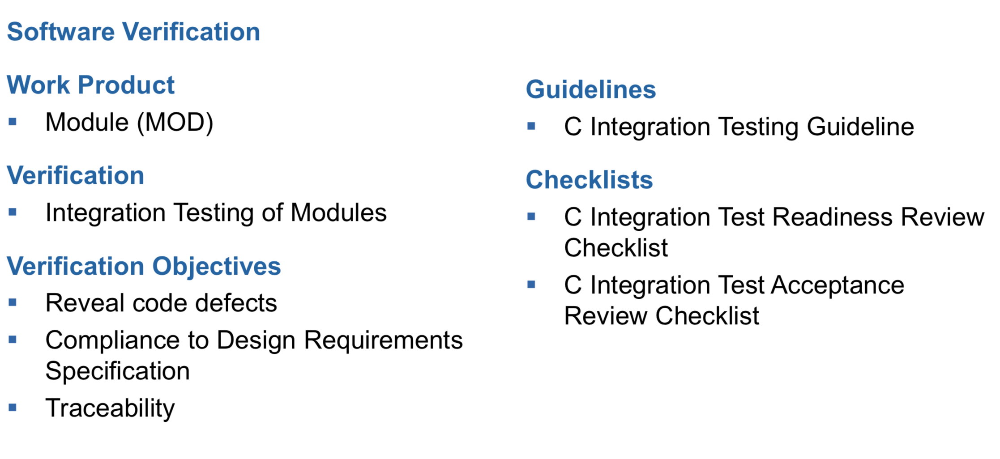 Software Verification
Work Product
▪ Module (MOD)
Verification
▪ Integration Testing of Modules
Verification Objectives
▪ Reveal code defects
▪ Compliance to Design Requirements
Specification
▪ Traceability
Guidelines
▪ C Integration Testing Guideline
Checklists
▪ C Integration Test Readiness Review
Checklist
▪ C Integration Test Acceptance
Review Checklist